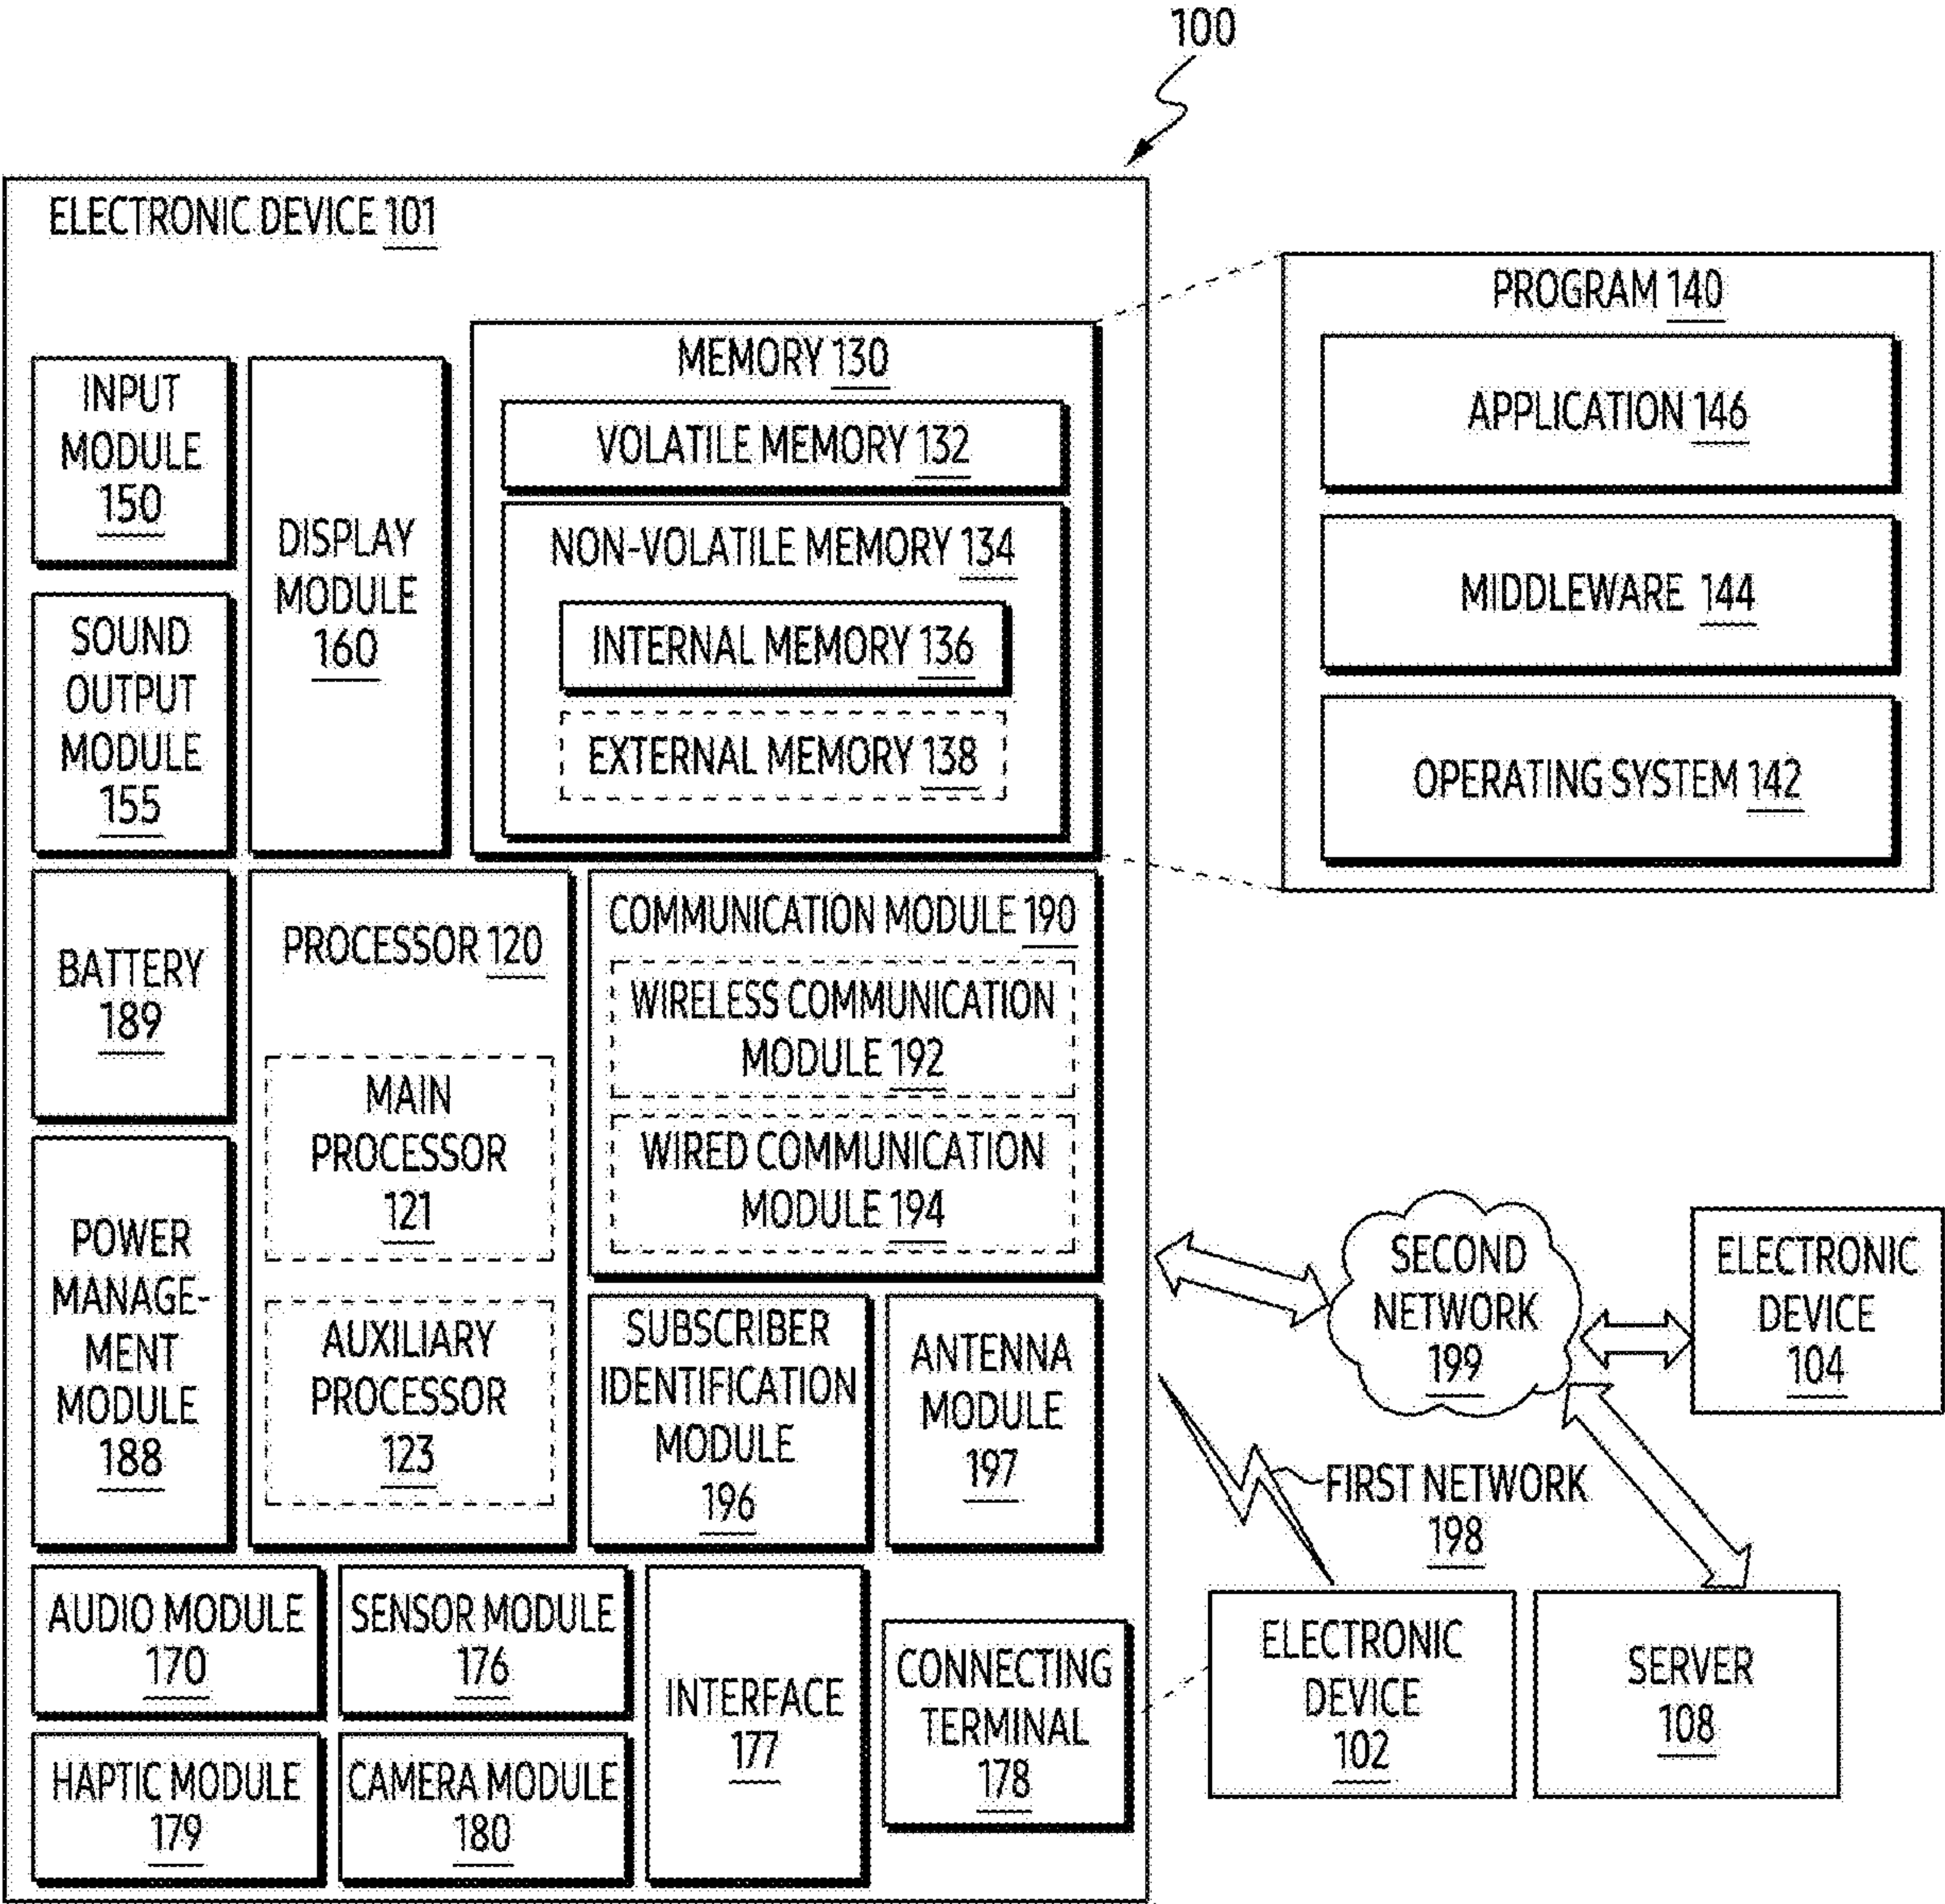 100
ELECTRONIC DEVICE 101
INPUT
MODULE
150
SOUND
OUTPUT
MODULE
155
DISPLAY
MODULE
160
MEMORY 130
VOLATILE MEMORY 132
NON-VOLATILE MEMORY 134
INTERNAL MEMORY 136
EXTERNAL MEMORY 138
PROGRAM 140
APPLICATION 146
MIDDLEWARE 144
OPERATING SYSTEM 142
BATTERY
189
POWER
MANAGE-
MENT
MODULE
188
PROCESSOR 120
MAIN
PROCESSOR
121
AUXILIARY
PROCESSOR
123
COMMUNICATION MODULE 190
WIRELESS COMMUNICATION
MODULE 192
WIRED COMMUNICATION
MODULE 194
SUBSCRIBER
IDENTIFICATION
MODULE
196
ANTENNA
MODULE
197
SECOND
NETWORK
199
ELECTRONIC
DEVICE
104
FIRST NETWORK
198
AUDIO MODULE
170
SENSOR MODULE
176
HAPTIC MODULE
179
CAMERA MODULE
180
INTERFACE
177
CONNECTING
TERMINAL
178
ELECTRONIC
DEVICE
102
SERVER
108